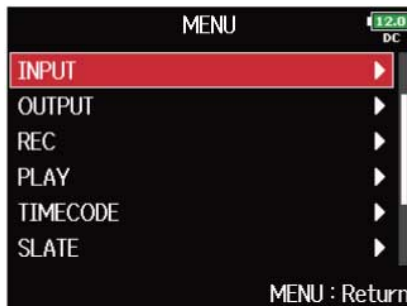 MENU
12.0
DC
INPUT
OUTPUT
REC
PLAY
TIMECODE
SLATE
MENU : Return